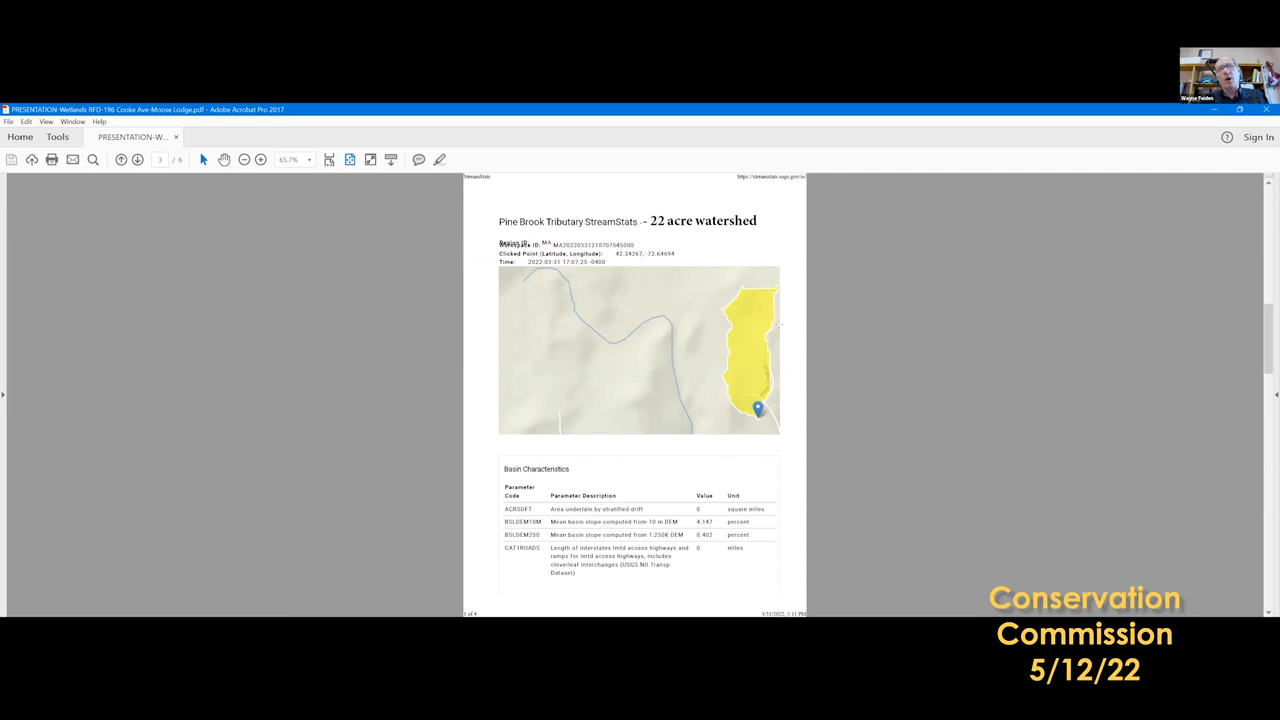 Wayne Feiden
PRESENTATION-Wetlands RFD-196 Cooke Ave-Moose Lodge.pdf - Adobe Acrobat Pro 2017
File Edit View Window Help
Home Tools PRESENTATION-W... ×
Sign In
3 / 6 65.7%
StreamStats https://streamstats.usgs.gov/ss/
Pine Brook Tributary StreamStats -- 22 acre watershed
Region ID: MA
Workspace ID: MA20220331210707545000
Clicked Point (Latitude, Longitude): 42.34267, -72.64694
Time: 2022-03-31 17:07:25 -0400
Basin Characteristics
Parameter
Code Parameter Description Value Unit
ACRSDFT Area underlain by stratified drift 0 square miles
BSLDEM10M Mean basin slope computed from 10 m DEM 4.147 percent
BSLDEM250 Mean basin slope computed from 1:250K DEM 0.402 percent
CAT1ROADS Length of interstates lmtd access highways and 0 miles
ramps for lmtd access highways, includes
cloverleaf interchanges (USGS Ntl Transp
Dataset)
1 of 4 3/31/2022, 5:11 PM
Conservation
Commission
5/12/22